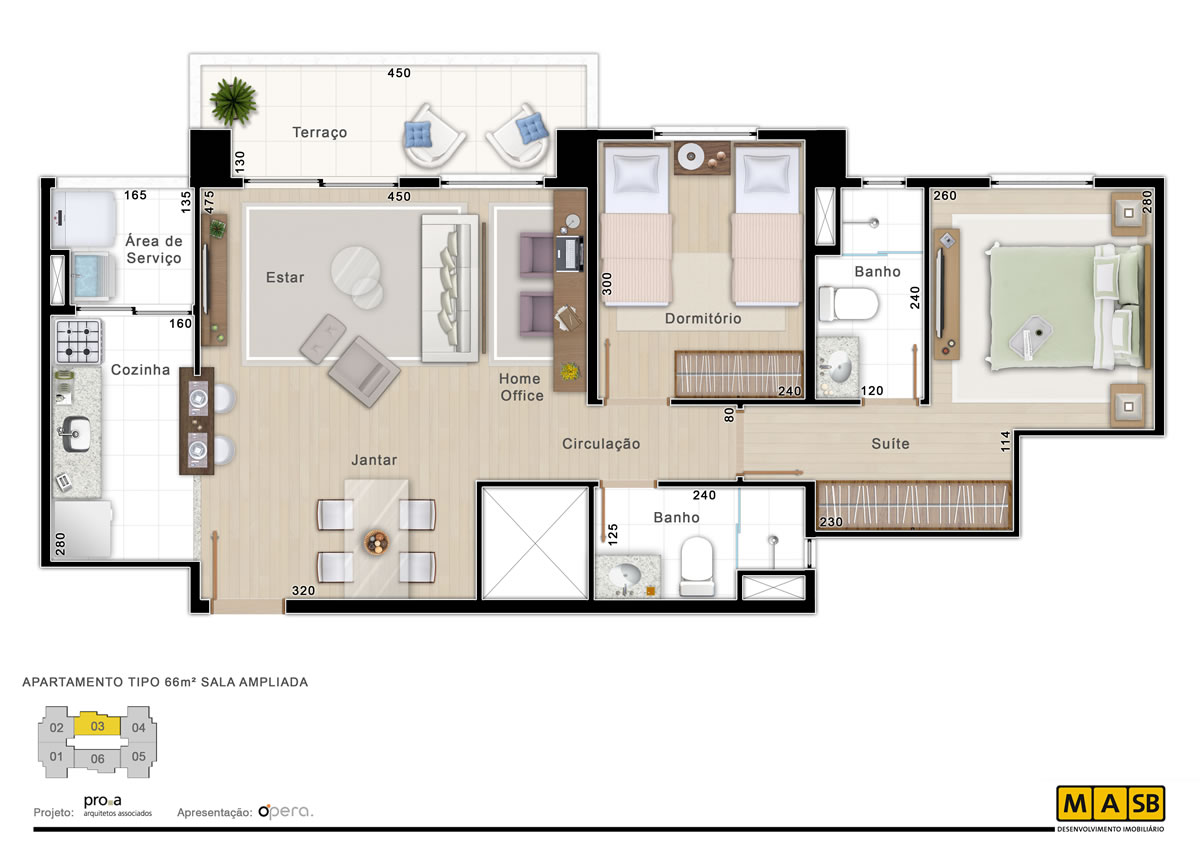 450
Terraço
130
165
135
475
450
260
280
Área de
Serviço
Estar
Banho
300
240
160
Dormitório
Cozinha
Home
Office
240
120
80
Circulação
Suíte
114
Jantar
240
Banho
125
230
280
320
APARTAMENTO TIPO 66m² SALA AMPLIADA
02 03 04
01 06 05
Projeto: pro.a
arquitetos associados
Apresentação: opera.
MASB
DESENVOLVIMENTO IMOBILIÁRIO